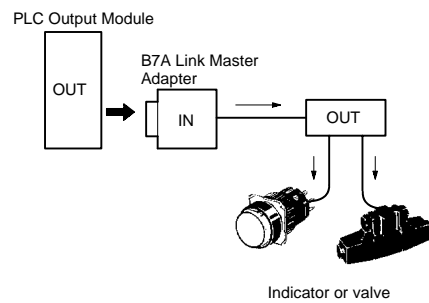 PLC Output Module
B7A Link Master
Adapter
OUT
IN
OUT
Indicator or valve